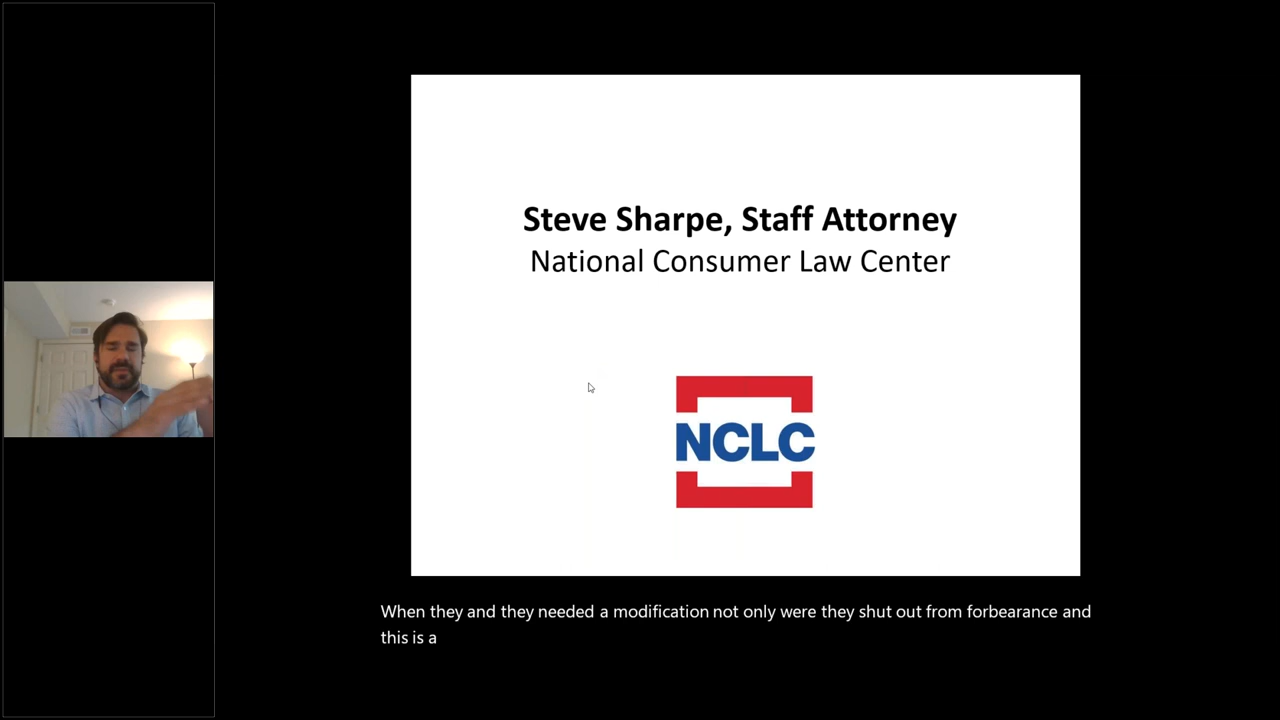 Steve Sharpe, Staff Attorney
National Consumer Law Center
NCLC
When they and they needed a modification not only were they shut out from forbearance and
this is a